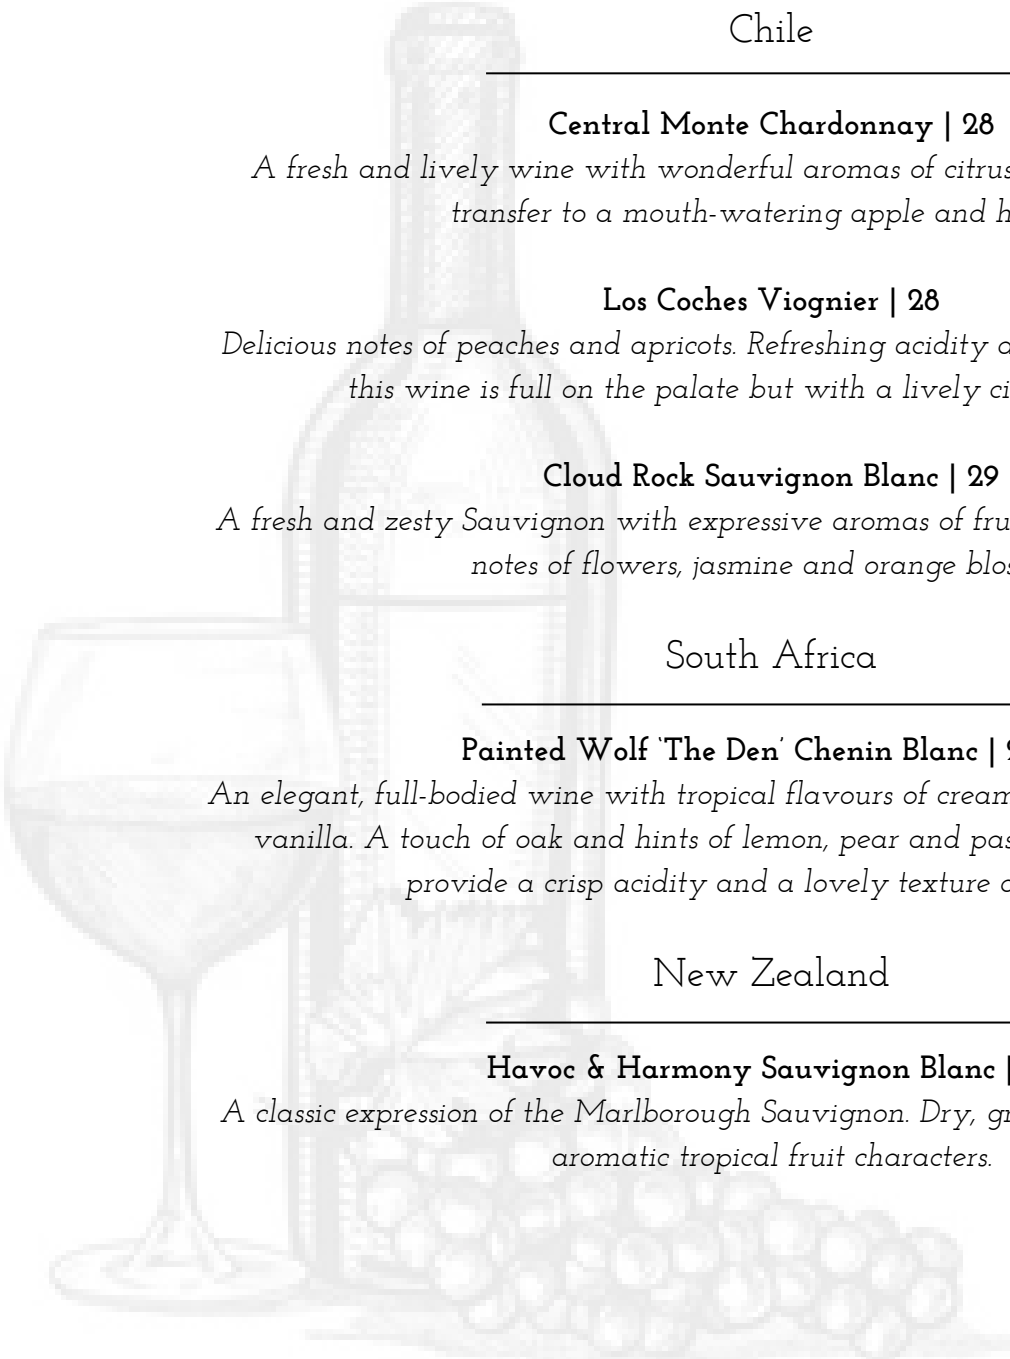 Chile
Central Monte Chardonnay | 28
A fresh and lively wine with wonderful aromas of citrus
transfer to a mouth-watering apple and
Los Coches Viognier | 28
Delicious notes of peaches and apricots. Refreshing acidity
this wine is full on the palate but with a lively
Cloud Rock Sauvignon Blanc | 29
A fresh and zesty Sauvignon with expressive aromas of
notes of flowers, jasmine and orange
South Africa
Painted Wolf 'The Den' Chenin Blanc |
An elegant, full-bodied wine with tropical flavours of
vanilla. A touch of oak and hints of lemon, pear and
provide a crisp acidity and a lovely texture
New Zealand
Havoc & Harmony Sauvignon Blanc |
A classic expression of the Marlborough Sauvignon. Dry,
aromatic tropical fruit characters.